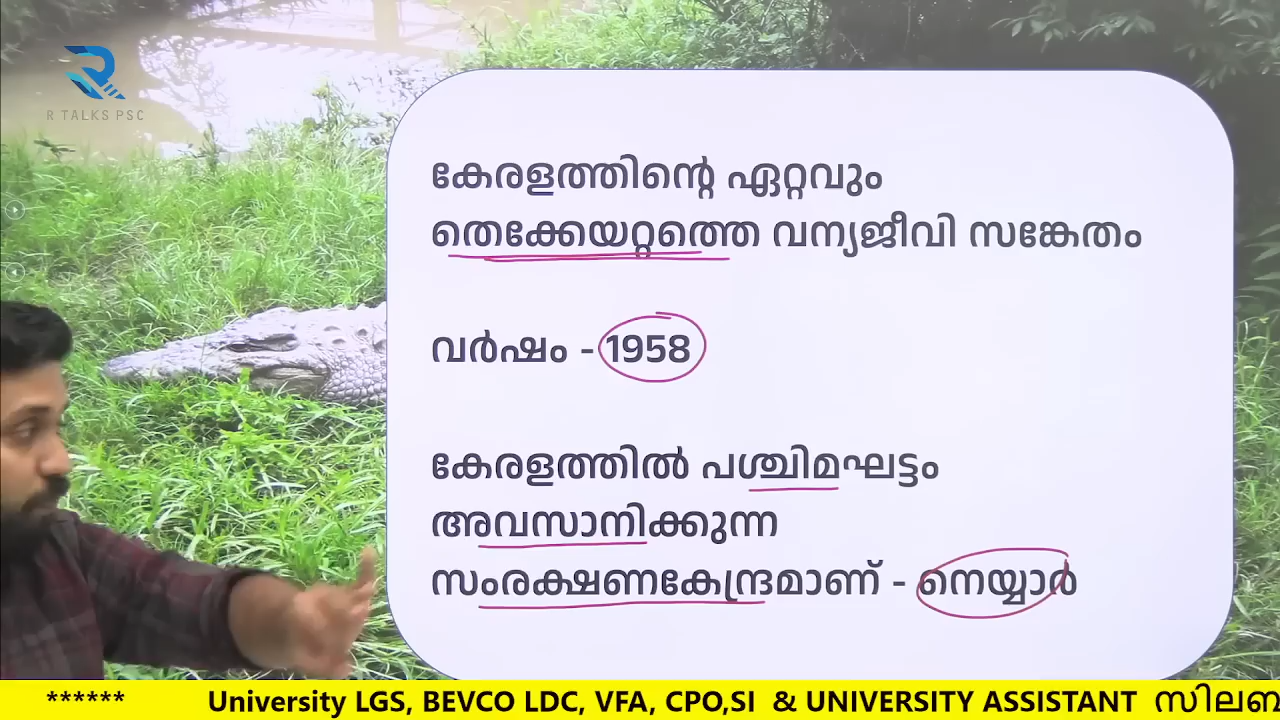 R TALKS PSC
കേരളത്തിന്റെ ഏറ്റവും
തെക്കേയറ്റത്തെ വന്യജീവി സങ്കേതം
വർഷം - 1958
കേരളത്തിൽ പശ്ചിമഘട്ടം
അവസാനിക്കുന്ന
സംരക്ഷണകേന്ദ്രമാണ് - നെയ്യാർ
****** University LGS, BEVCO LDC, VFA, CPO,SI & UNIVERSITY ASSISTANT സിലബ